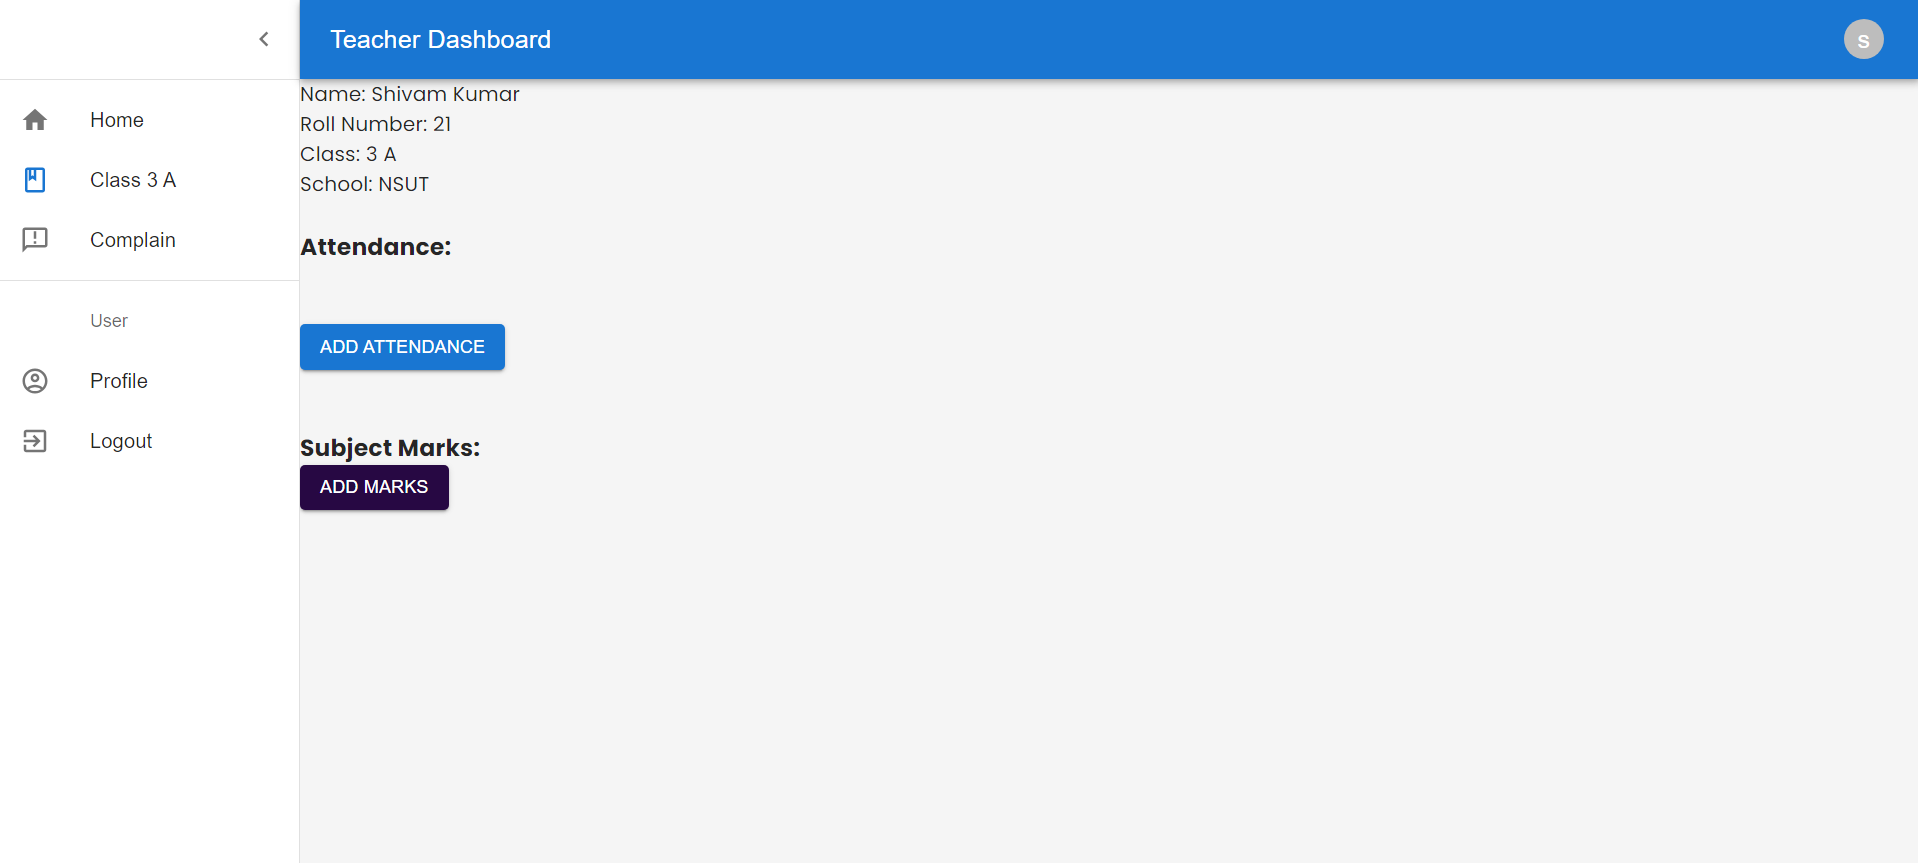 Teacher Dashboard
S
Home
Class 3 A
Complain
User
Profile
Logout
Name: Shivam Kumar
Roll Number: 21
Class: 3 A
School: NSUT
Attendance:
ADD ATTENDANCE
Subject Marks:
ADD MARKS